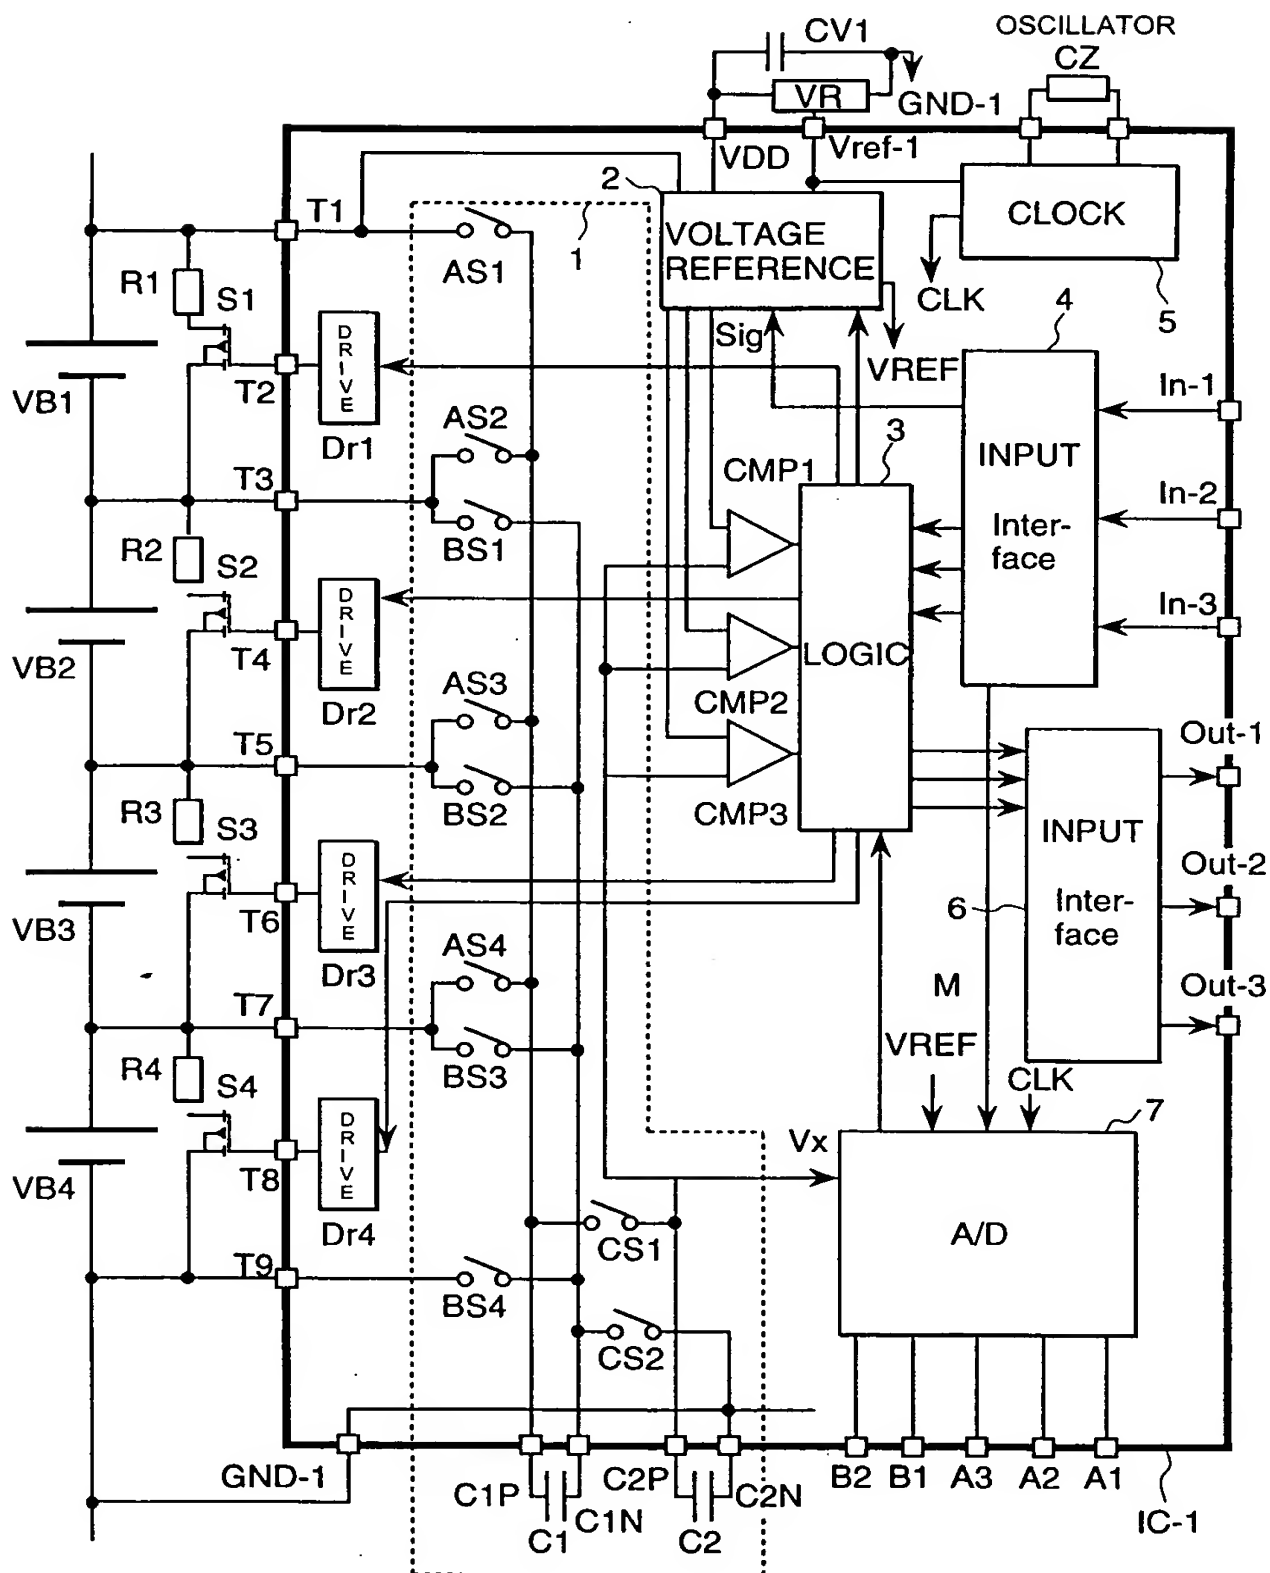 OSCILLATOR
CV1
CZ
VR
GND-1
VDD
Vref-1
2
T1
1
VOLTAGE
REFERENCE
CLOCK
AS1
R1
S1
CLK
5
4
Sig
VREF
DRIVE
T2
VB1
Dr1
AS2
In-1
3
INPUT
CMP1
T3
In-2
BS1
Inter-
face
R2
S2
DRIVE
In-3
T4
VB2
LOGIC
AS3
Dr2
CMP2
Out-1
T5
R3
S3
BS2
CMP3
INPUT
Out-2
DRIVE
T6
VB3
6
Inter-
face
AS4
Dr3
M
Out-3
T7
VREF
R4
S4
BS3
CLK
7
DRIVE
Vx
T8
VB4
Dr4
CS1
A/D
T9
BS4
CS2
GND-1
C1P
C1N
C1
C2P
C2N
C2
B2
B1
A3
A2
A1
IC-1